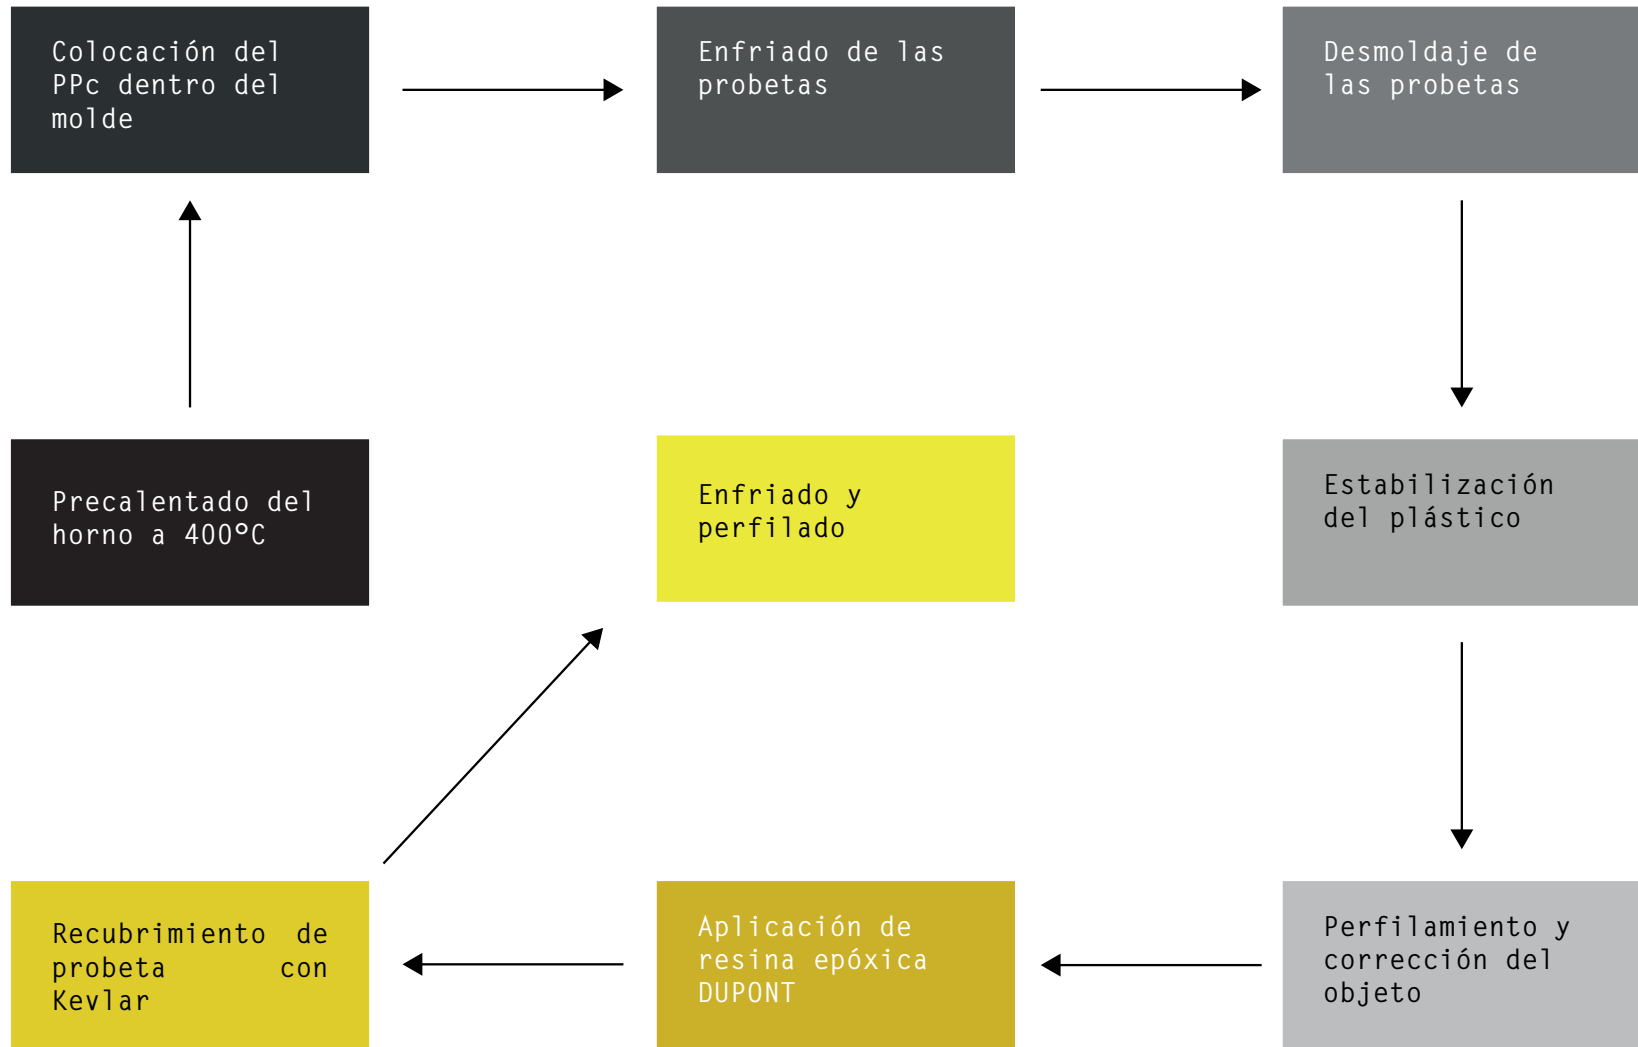 Colocación del
PPc dentro del
molde
Enfriado de las
probetas
Desmoldaje de
las probetas
Precalentado del
horno a 400ºC
Enfriado y
perfilado
Estabilización
del plástico
Recubrimiento de
probeta con
Kevlar
Aplicación de
resina epóxica
DUPONT
Perfilamiento y
corrección del
objeto